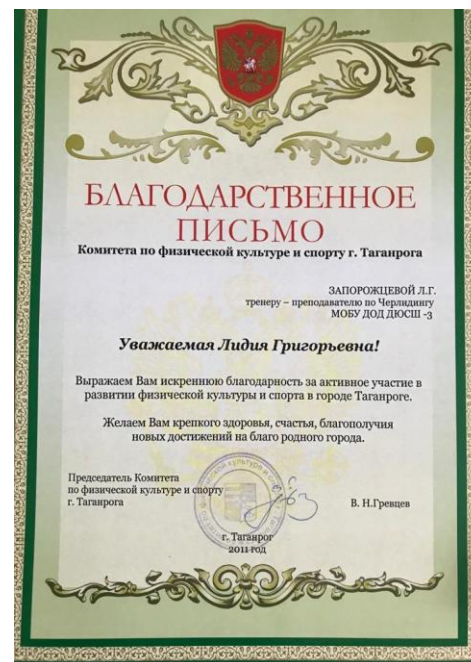 БЛАГОДАРСТВЕННОЕ
ПИСЬМО
Комитета по физической культуре и спорту г. Таганрога
ЗАПОРОЖЦЕВОЙ Л.Г.
тренеру – преподавателю по Черлидингу
МОБУ ДОД ДЮСШ -3
Уважаемая Лидия Григорьевна!
Выражаем Вам искреннюю благодарность за активное участие в
развитии физической культуры и спорта в городе Таганроге.
Желаем Вам крепкого здоровья, счастья, благополучия
новых достижений на благо родного города.
Председатель Комитета
по физической культуре и спорту
г. Таганрога
В. Н.Гревцев
г. Таганрог
2011 год